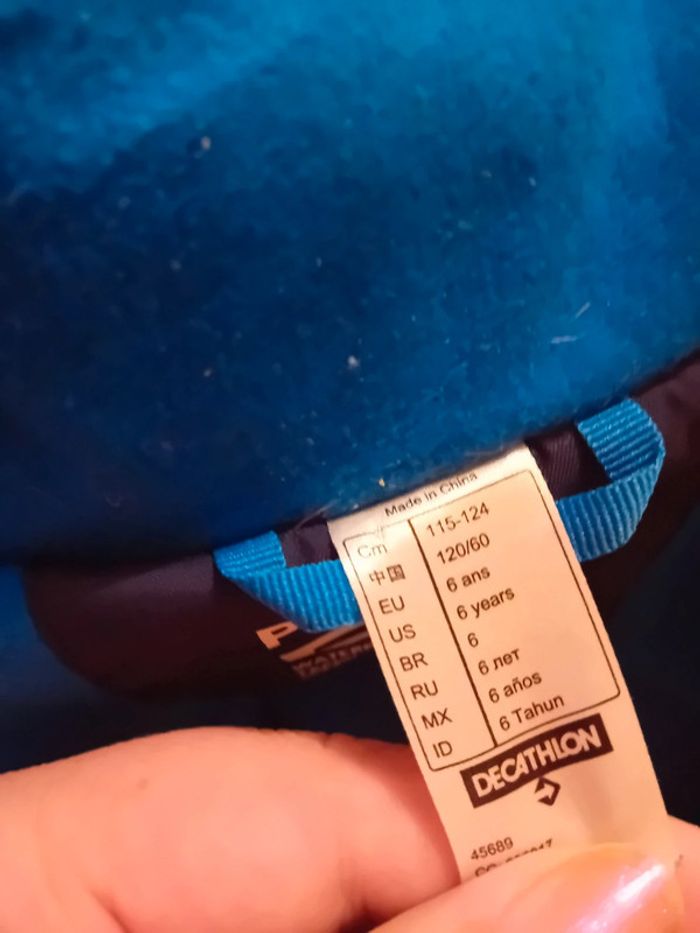 Made in China
Cm 115-124
中国 120/60
EU 6 ans
US 6 years
BR 6
RU 6 лет
MX 6 años
ID 6 Tahun
DECATHLON
45689